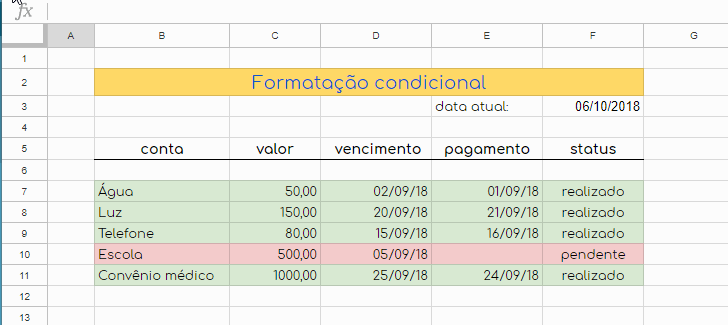 fx
A B C D E F G
1
2 Formatação condicional
3 data atual: 06/10/2018
4
5 conta valor vencimento pagamento status
6
7 Água 50,00 02/09/18 01/09/18 realizado
8 Luz 150,00 20/09/18 21/09/18 realizado
9 Telefone 80,00 15/09/18 16/09/18 realizado
10 Escola 500,00 05/09/18 pendente
11 Convênio médico 1000,00 25/09/18 24/09/18 realizado
12
13